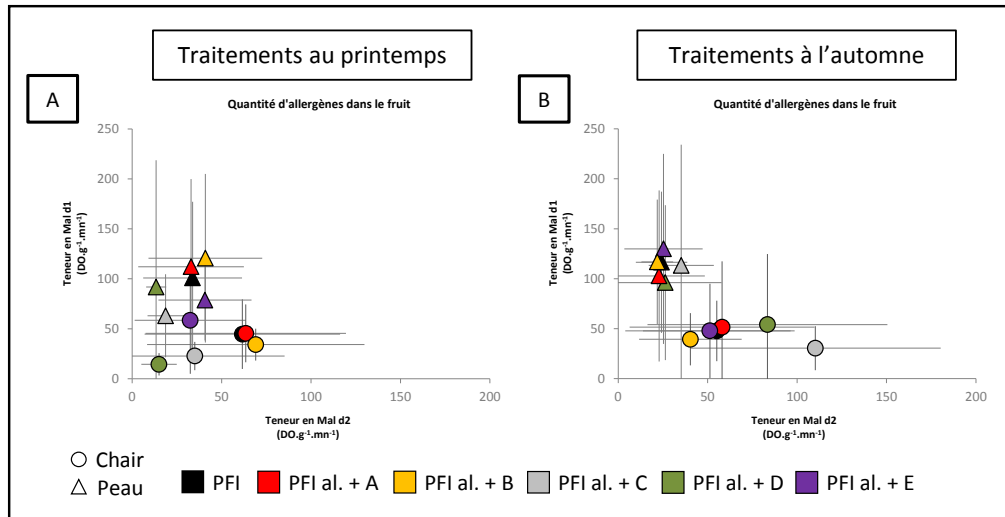 Traitements au printemps
Traitements à l'automne
A
B
Quantité d'allergènes dans le fruit
Quantité d'allergènes dans le fruit
250
200
150
100
50
0
Teneur en Mal d1
(DO.g⁻¹.mn⁻¹)
0 50 100 150 200
Teneur en Mal d2
(DO.g⁻¹.mn⁻¹)
250
200
150
100
50
0
Teneur en Mal d1
(DO.g⁻¹.mn⁻¹)
0 50 100 150 200
Teneur en Mal d2
(DO.g⁻¹.mn⁻¹)
Chair
Peau
PFI PFI al. + A PFI al. + B PFI al. + C PFI al. + D PFI al. + E